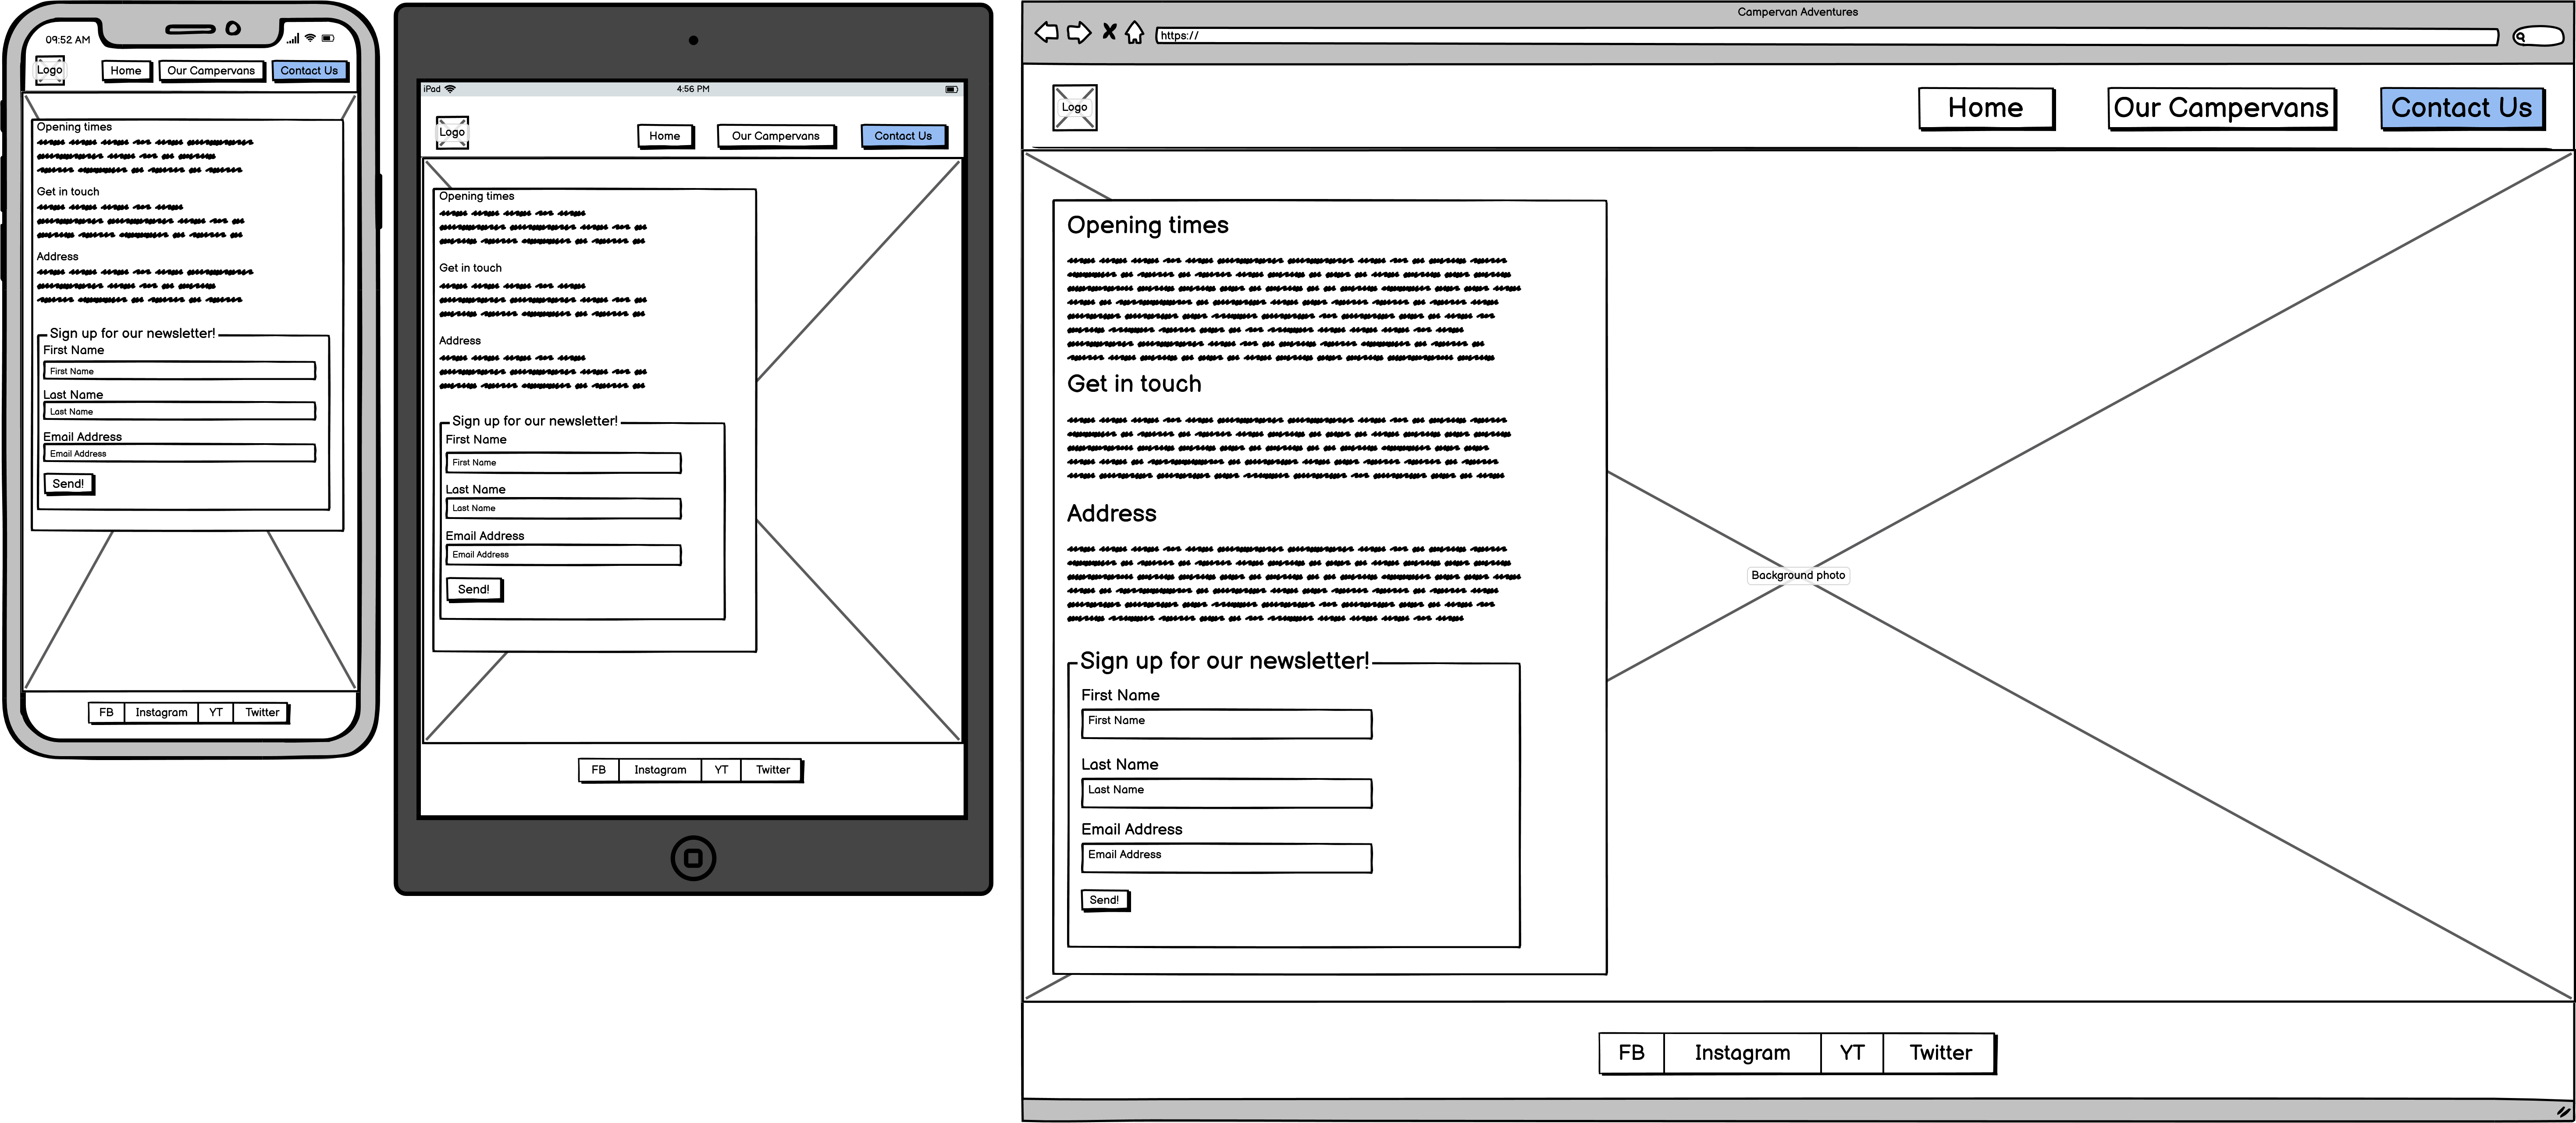 09:52 AM
Logo
Home
Our Campervans
Contact Us
Opening times
Get in touch
Address
Sign up for our newsletter!
First Name
First Name
Last Name
Last Name
Email Address
Email Address
Send!
FB
Instagram
YT
Twitter
iPad
4:56 PM
Logo
Home
Our Campervans
Contact Us
Opening times
Get in touch
Address
Sign up for our newsletter!
First Name
First Name
Last Name
Last Name
Email Address
Email Address
Send!
FB
Instagram
YT
Twitter
Campervan Adventures
https://
Logo
Home
Our Campervans
Contact Us
Opening times
Get in touch
Address
Background photo
Sign up for our newsletter!
First Name
First Name
Last Name
Last Name
Email Address
Email Address
Send!
FB
Instagram
YT
Twitter